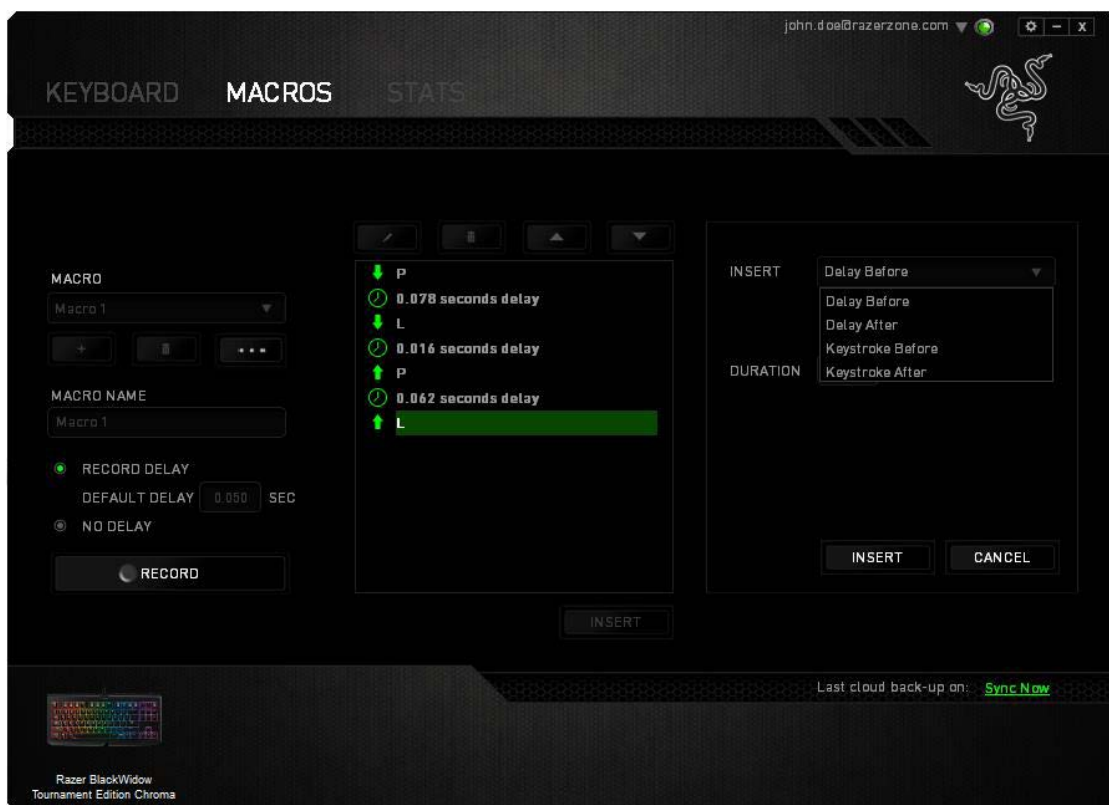 john.doe@razerzone.com
KEYBOARD MACROS STATS
MACRO
Macro 1
MACRO NAME
Macro 1
RECORD DELAY
DEFAULT DELAY 0.050 SEC
NO DELAY
RECORD
P
0.078 seconds delay
L
0.016 seconds delay
P
0.062 seconds delay
L
INSERT
INSERT Delay Before
Delay Before
Delay After
Keystroke Before
Keystroke After
DURATION
INSERT CANCEL
Last cloud back-up on: Sync Now
Razer BlackWidow
Tournament Edition Chroma